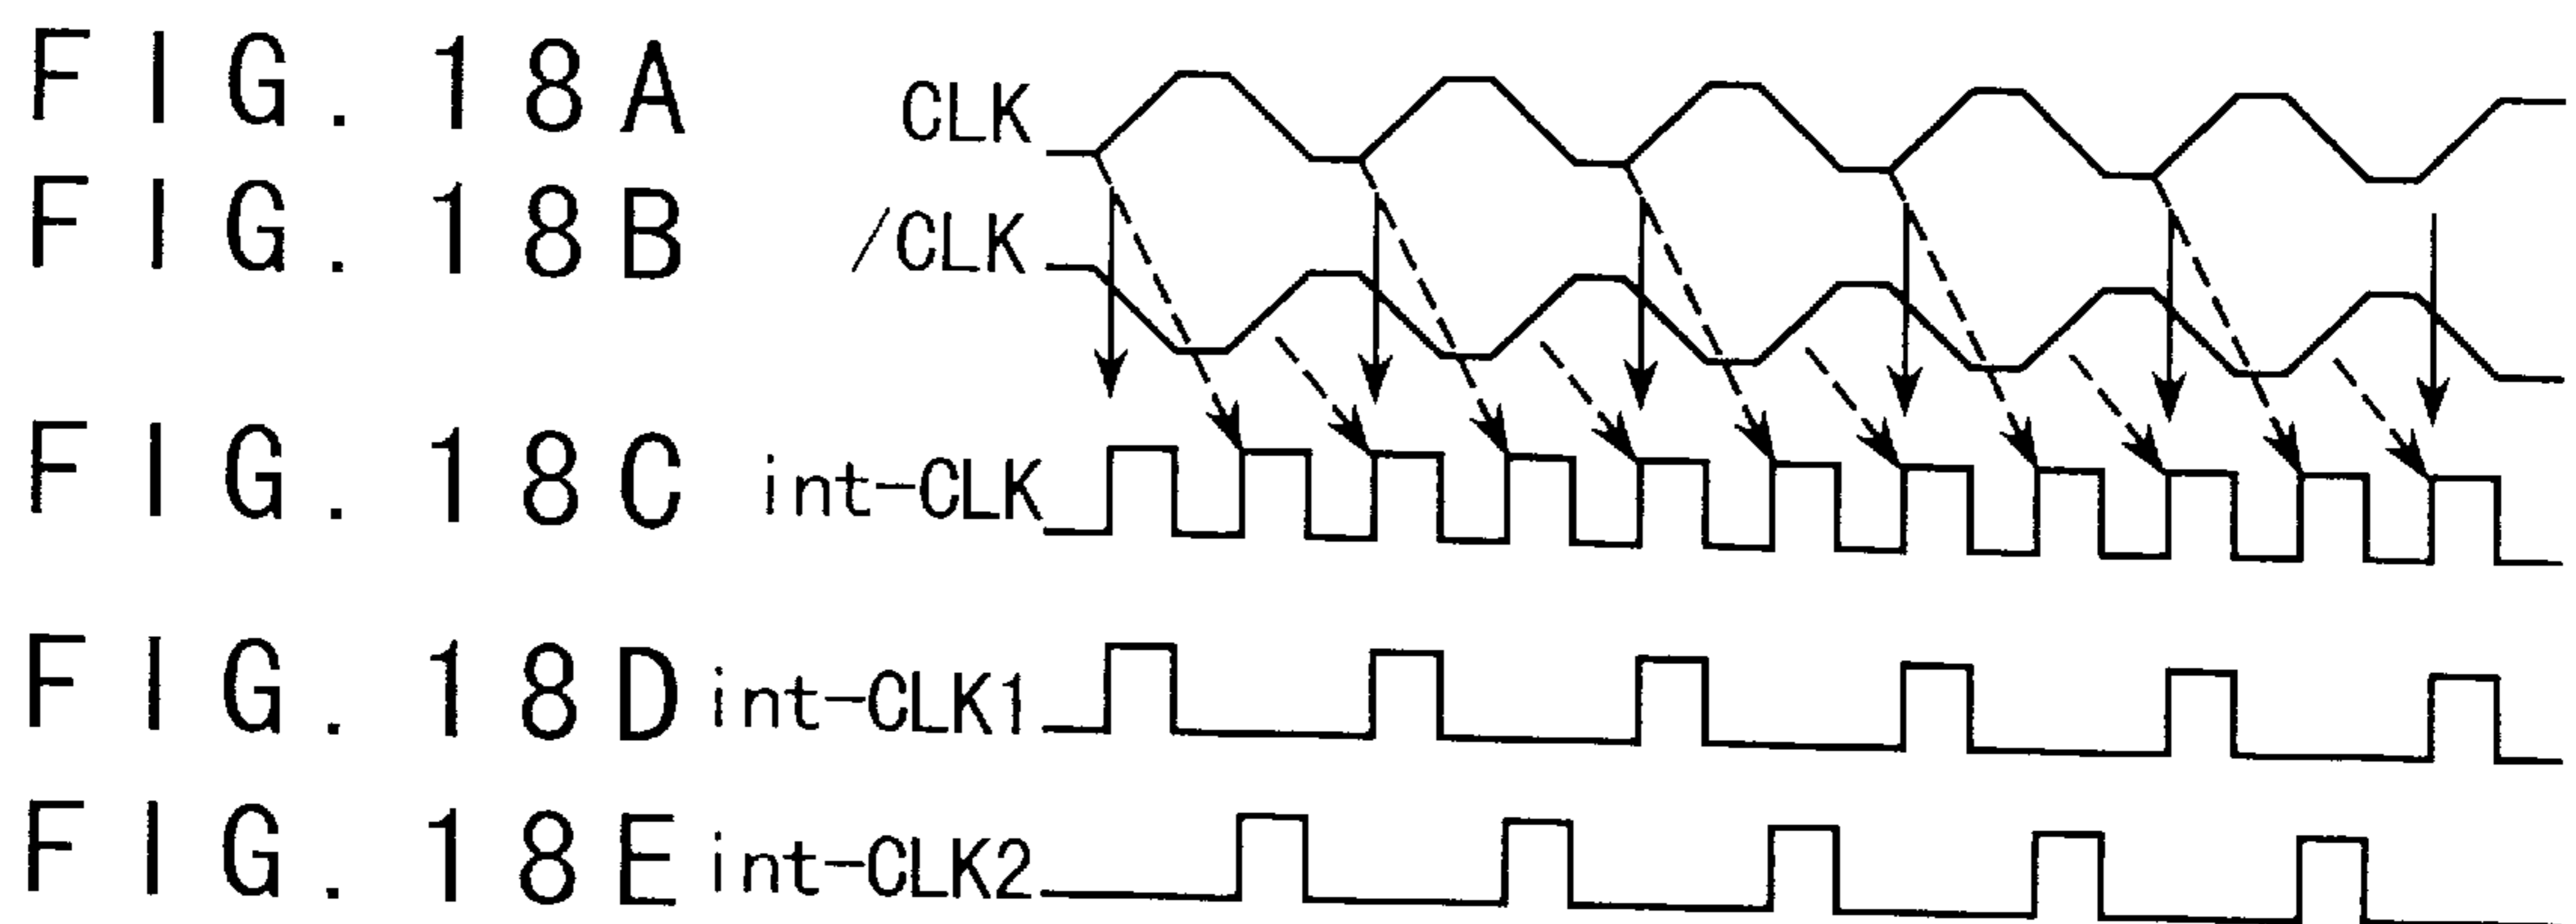 FIG. 18A CLK
FIG. 18B /CLK
FIG. 18C int-CLK
FIG. 18D int-CLK1
FIG. 18E int-CLK2